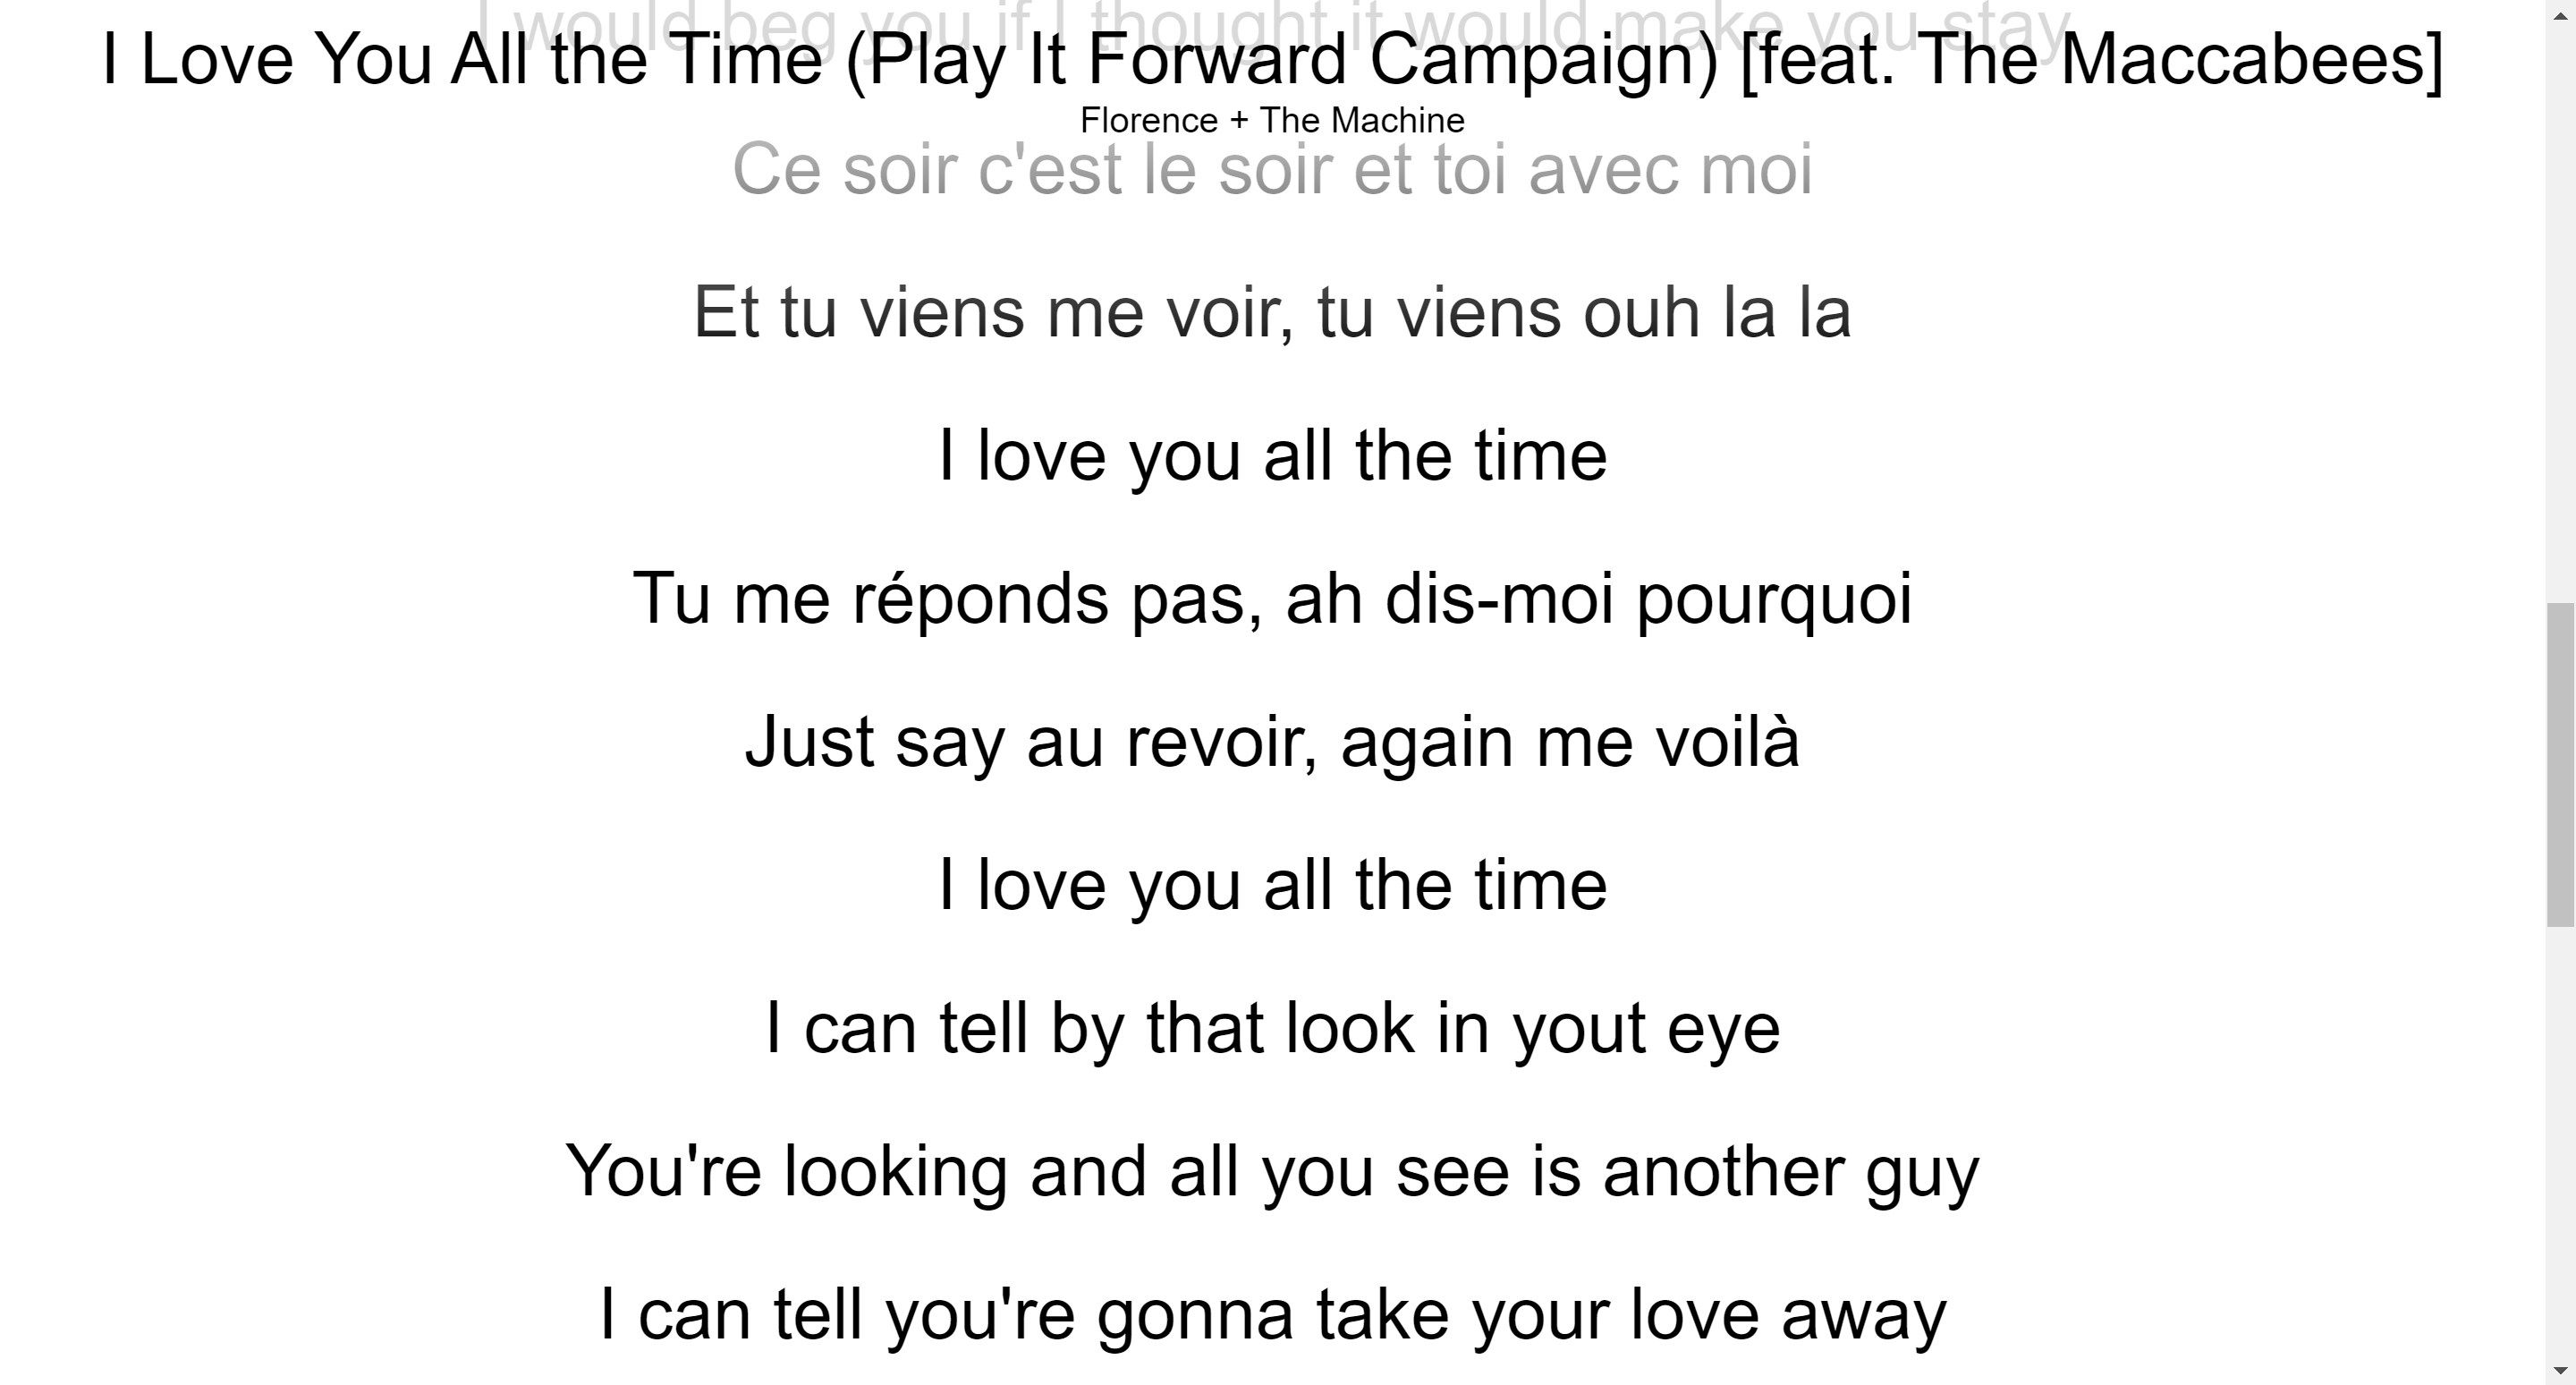 I would beg you if I thought it would make you stay
I Love You All the Time (Play It Forward Campaign) [feat. The Maccabees]
Florence + The Machine
Ce soir c'est le soir et toi avec moi
Et tu viens me voir, tu viens ouh la la
I love you all the time
Tu me réponds pas, ah dis-moi pourquoi
Just say au revoir, again me voilà
I love you all the time
I can tell by that look in yout eye
You're looking and all you see is another guy
I can tell you're gonna take your love away